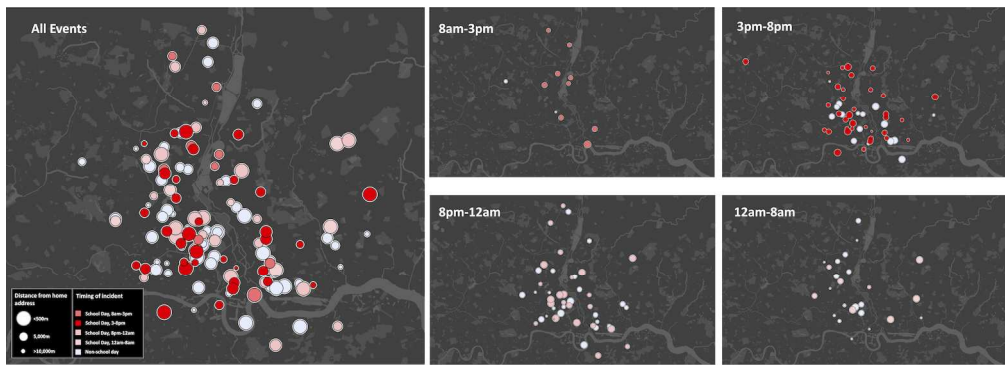 All Events
8am-3pm
3pm-8pm
8pm-12am
12am-8am
Distance from home
address
<500m
5,000m
>10,000m
Timing of incident
School Day, 8am-3pm
School Day, 3-8pm
School Day, 8pm-12am
School Day, 12am-8am
Non-school day